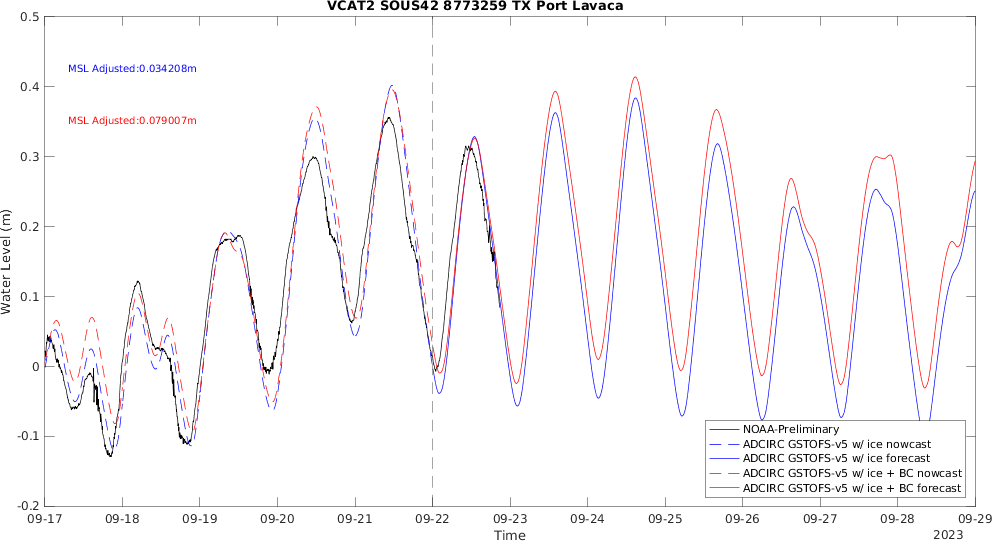 VCAT2 SOUS42 8773259 TX Port Lavaca
0.5
0.4
0.3
0.2
0.1
0
-0.1
-0.2
Water Level (m)
MSL Adjusted:0.034208m
MSL Adjusted:0.079007m
NOAA-Preliminary
ADCIRC GSTOFS-v5 w/ ice nowcast
ADCIRC GSTOFS-v5 w/ ice forecast
ADCIRC GSTOFS-v5 w/ ice + BC nowcast
ADCIRC GSTOFS-v5 w/ ice + BC forecast
09-17 09-18 09-19 09-20 09-21 09-22 09-23 09-24 09-25 09-26 09-27 09-28 09-29
Time
2023